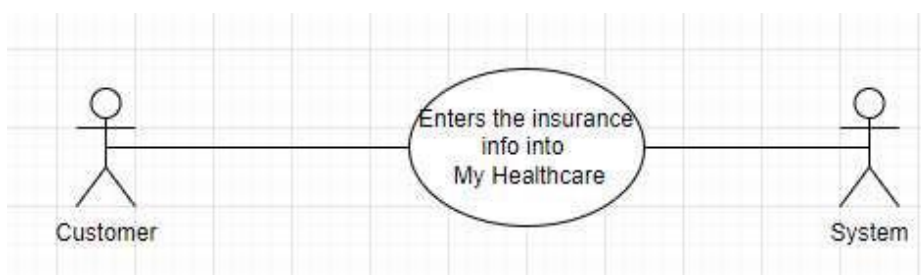 Enters the insurance
info into
My Healthcare
Customer
System